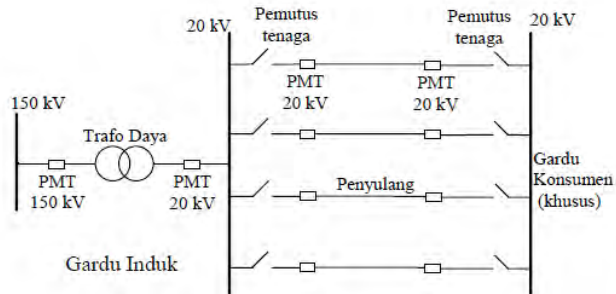 Pemutus
tenaga
20 kV
Pemutus
tenaga
20 kV
PMT
20 kV
PMT
20 kV
150 kV
Trafo Daya
PMT
150 kV
PMT
20 kV
Penyulang
Gardu
Konsumen
(khusus)
Gardu Induk